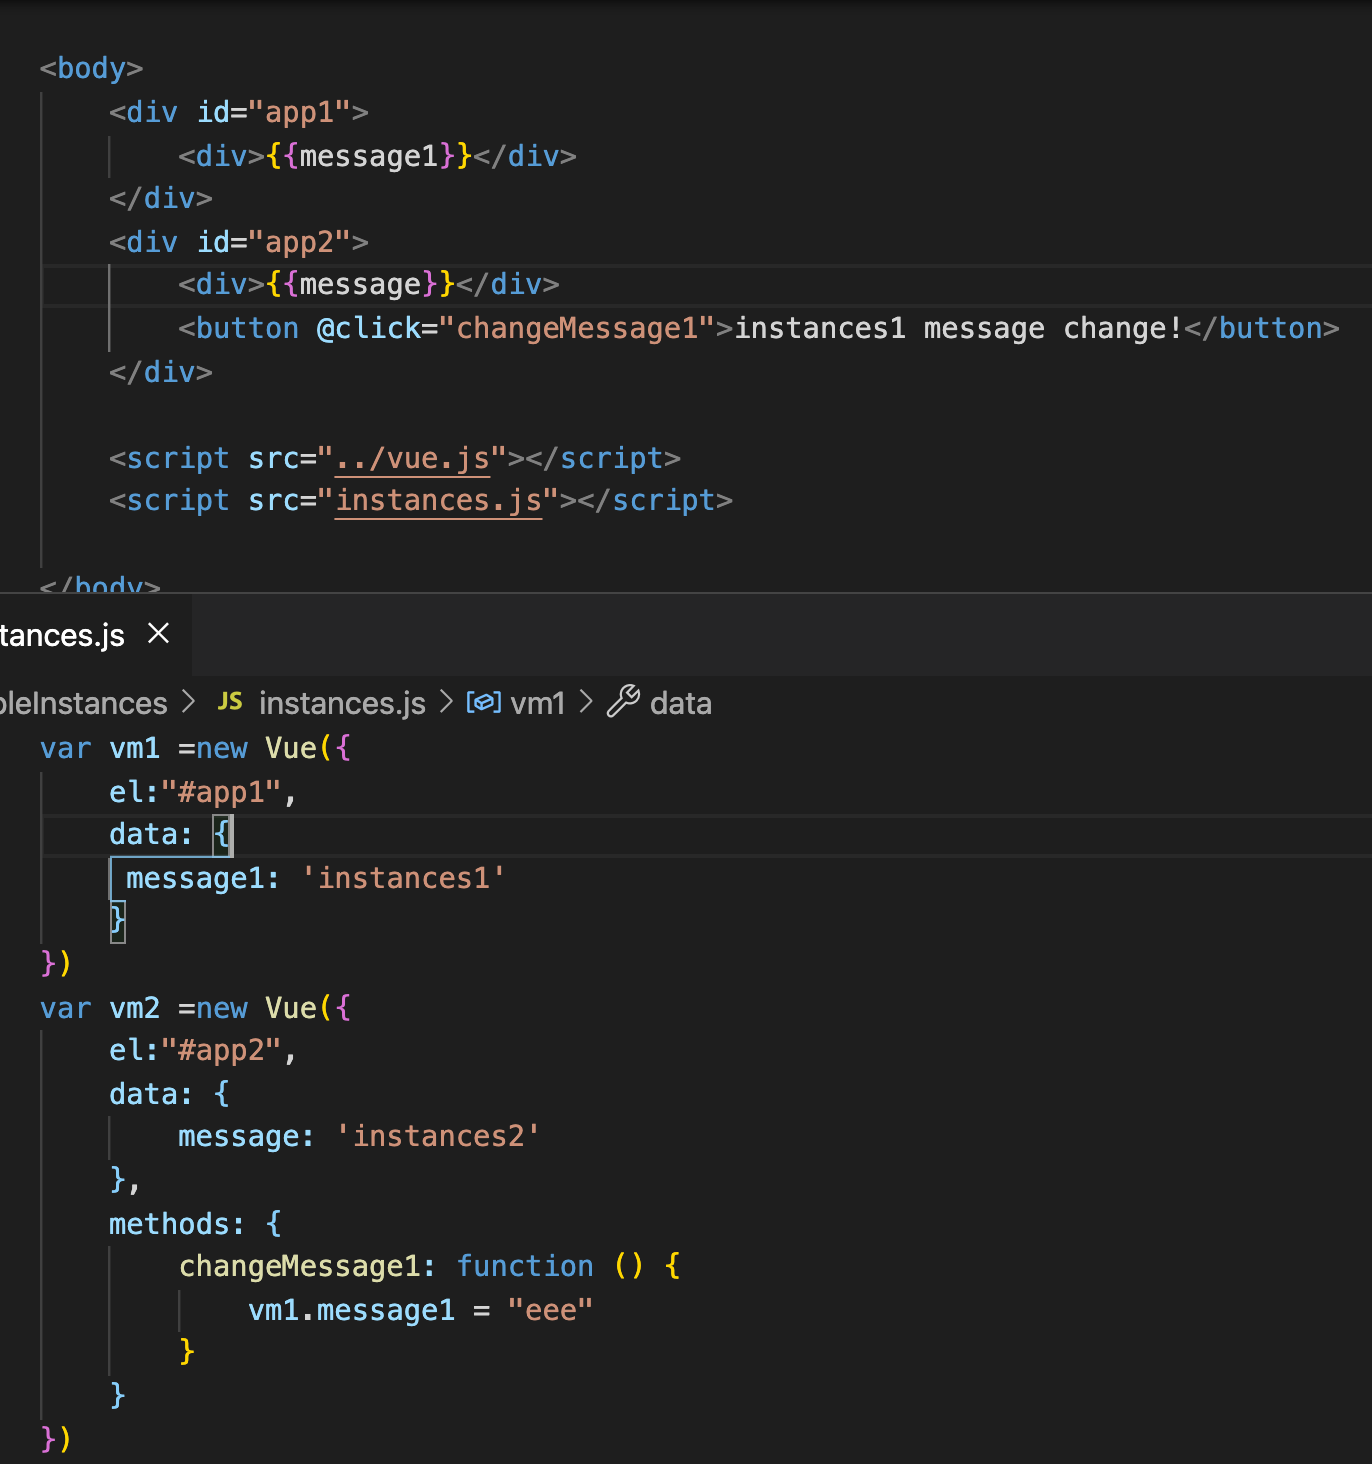 <body>
<div id="app1">
<div>{{message1}}</div>
</div>
<div id="app2">
<div>{{message}}</div>
<button @click="changeMessage1">instances1 message change!</button>
</div>
<script src="../vue.js"></script>
<script src="instances.js"></script>
</body>
tances.js ×
bleInstances > JS instances.js > vm1 > data
var vm1 =new Vue({
el:"#app1",
data: {
message1: 'instances1'
}
})
var vm2 =new Vue({
el:"#app2",
data: {
message: 'instances2'
},
methods: {
changeMessage1: function () {
vm1.message1 = "eee"
}
}
})